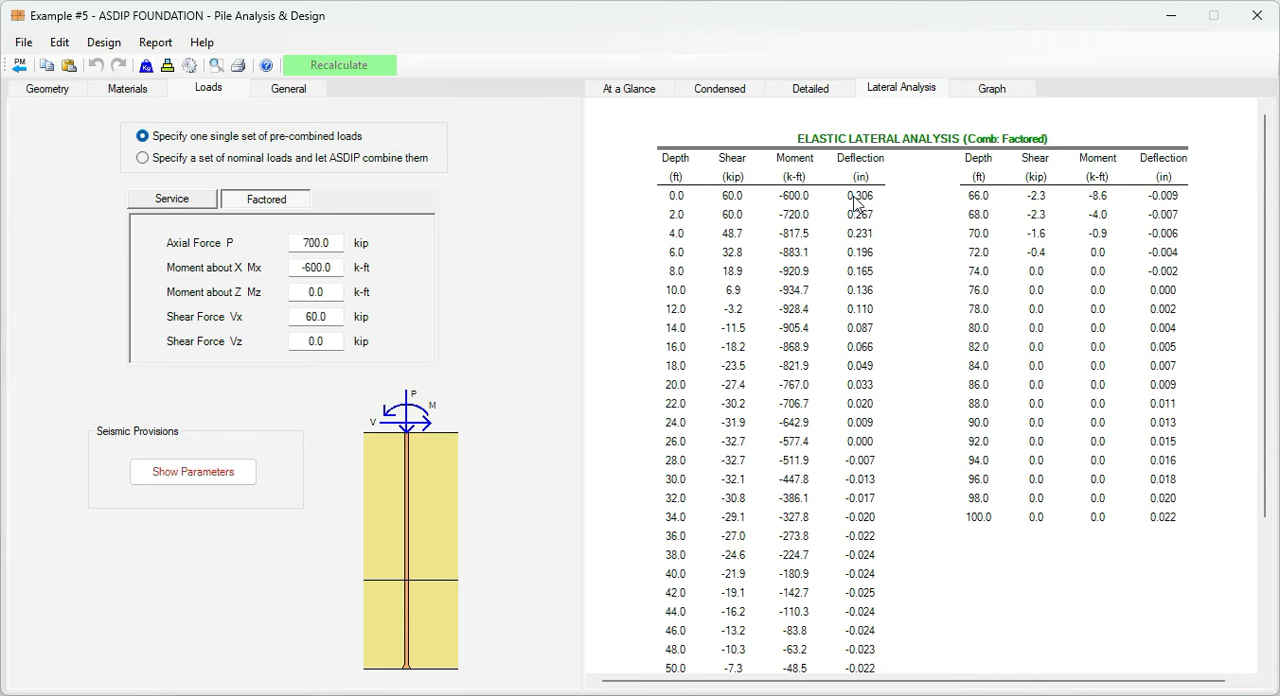 Example #5 - ASDIP FOUNDATION - Pile Analysis & Design
File Edit Design Report Help
PM Kg Recalculate
Geometry Materials Loads General
At a Glance Condensed Detailed Lateral Analysis Graph
Specify one single set of pre-combined loads
Specify a set of nominal loads and let ASDIP combine them
Service Factored
Axial Force P 700.0 kip
Moment about X Mx -600.0 k-ft
Moment about Z Mz 0.0 k-ft
Shear Force Vx 60.0 kip
Shear Force Vz 0.0 kip
P
M
V
Seismic Provisions
Show Parameters
ELASTIC LATERAL ANALYSIS (Comb: Factored)
Depth Shear Moment Deflection
(ft) (kip) (k-ft) (in)
0.0 60.0 -600.0 0.306
2.0 60.0 -720.0 0.267
4.0 48.7 -817.5 0.231
6.0 32.8 -883.1 0.196
8.0 18.9 -920.9 0.165
10.0 6.9 -934.7 0.136
12.0 -3.2 -928.4 0.110
14.0 -11.5 -905.4 0.087
16.0 -18.2 -868.9 0.066
18.0 -23.5 -821.9 0.049
20.0 -27.4 -767.0 0.033
22.0 -30.2 -706.7 0.020
24.0 -31.9 -642.9 0.009
26.0 -32.7 -577.4 0.000
28.0 -32.7 -511.9 -0.007
30.0 -32.1 -447.8 -0.013
32.0 -30.8 -386.1 -0.017
34.0 -29.1 -327.8 -0.020
36.0 -27.0 -273.8 -0.022
38.0 -24.6 -224.7 -0.024
40.0 -21.9 -180.9 -0.024
42.0 -19.1 -142.7 -0.025
44.0 -16.2 -110.3 -0.024
46.0 -13.2 -83.8 -0.024
48.0 -10.3 -63.2 -0.023
50.0 -7.3 -48.5 -0.022
Depth Shear Moment Deflection
(ft) (kip) (k-ft) (in)
66.0 -2.3 -8.6 -0.009
68.0 -2.3 -4.0 -0.007
70.0 -1.6 -0.9 -0.006
72.0 -0.4 0.0 -0.004
74.0 0.0 0.0 -0.002
76.0 0.0 0.0 0.000
78.0 0.0 0.0 0.002
80.0 0.0 0.0 0.004
82.0 0.0 0.0 0.005
84.0 0.0 0.0 0.007
86.0 0.0 0.0 0.009
88.0 0.0 0.0 0.011
90.0 0.0 0.0 0.013
92.0 0.0 0.0 0.015
94.0 0.0 0.0 0.016
96.0 0.0 0.0 0.018
98.0 0.0 0.0 0.020
100.0 0.0 0.0 0.022